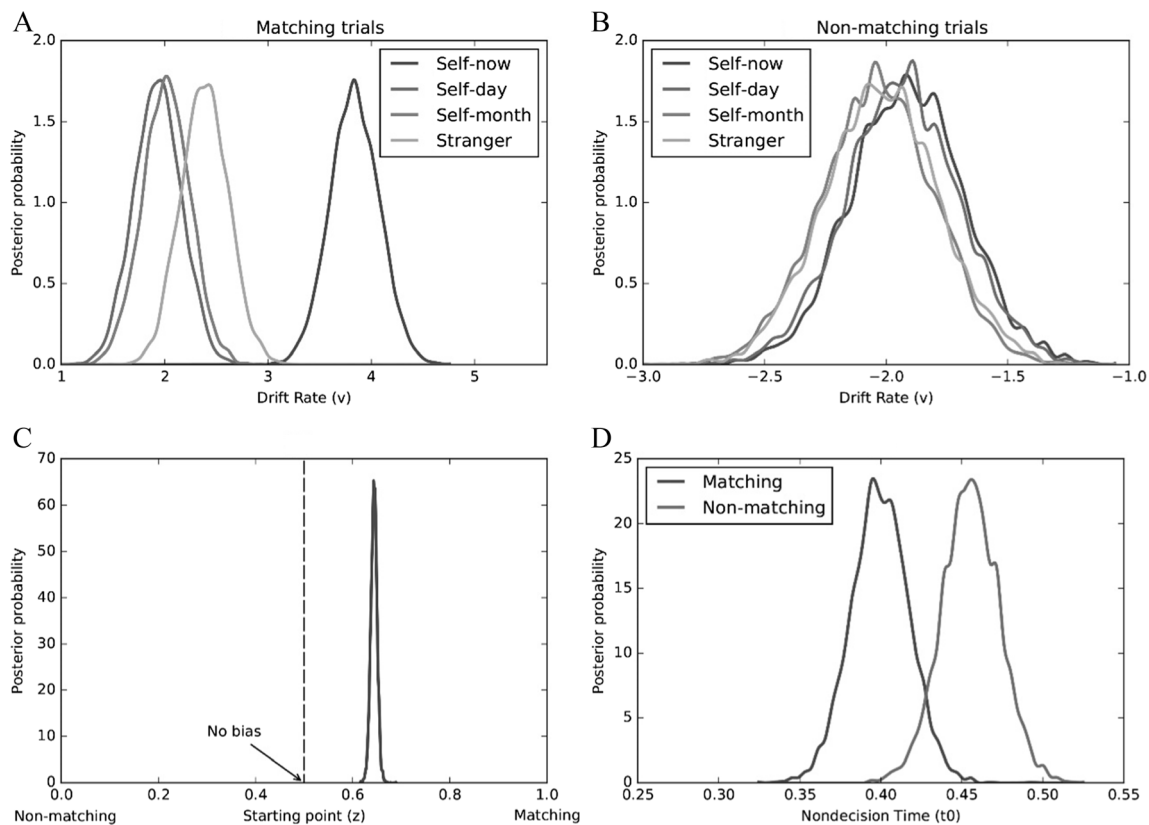 A
Matching trials
2.0
1.5
1.0
0.5
0.0
Posterior probability
Self-now
Self-day
Self-month
Stranger
1 2 3 4 5
Drift Rate (v)
B
Non-matching trials
2.0
1.5
1.0
0.5
0.0
Posterior probability
Self-now
Self-day
Self-month
Stranger
−3.0 −2.5 −2.0 −1.5 −1.0
Drift Rate (v)
C
70
60
50
40
30
20
10
0
Posterior probability
No bias
0.0 0.2 0.4 0.6 0.8 1.0
Non-matching Starting point (z) Matching
D
25
20
15
10
5
0
Posterior probability
Matching
Non-matching
0.25 0.30 0.35 0.40 0.45 0.50 0.55
Nondecision Time (t0)